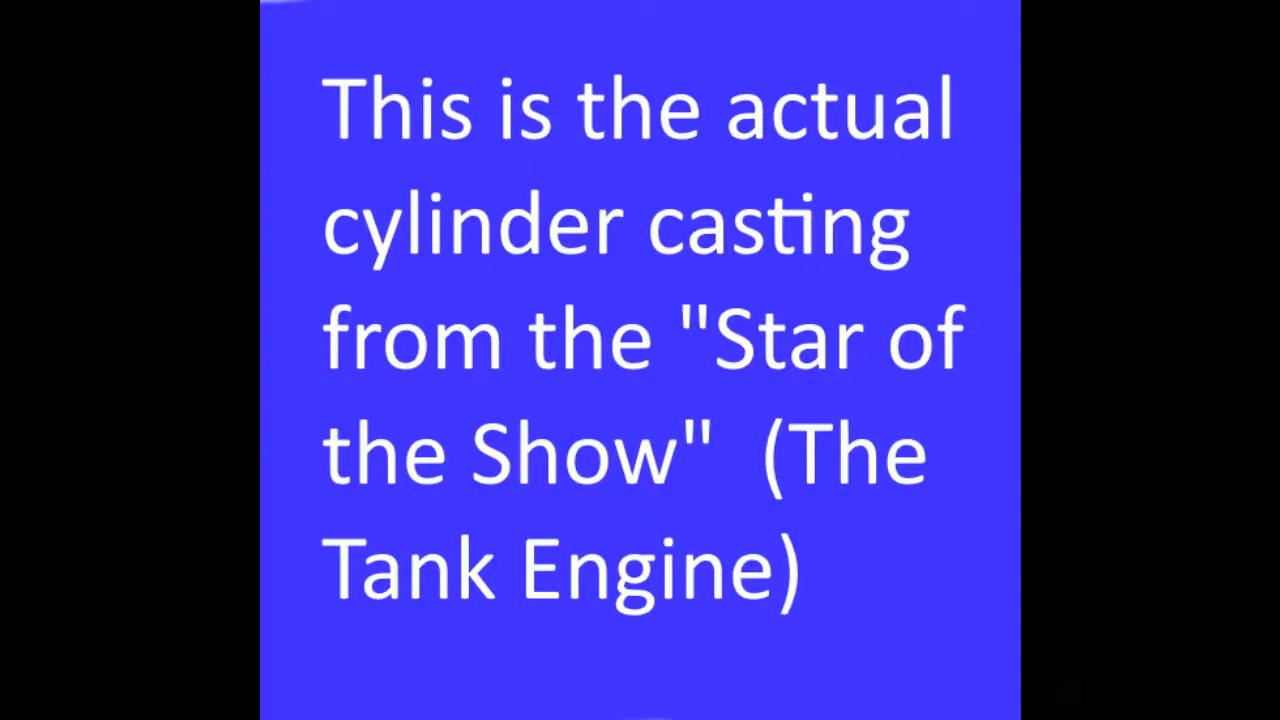 This is the actual
cylinder casting
from the "Star of
the Show"  (The
Tank Engine)